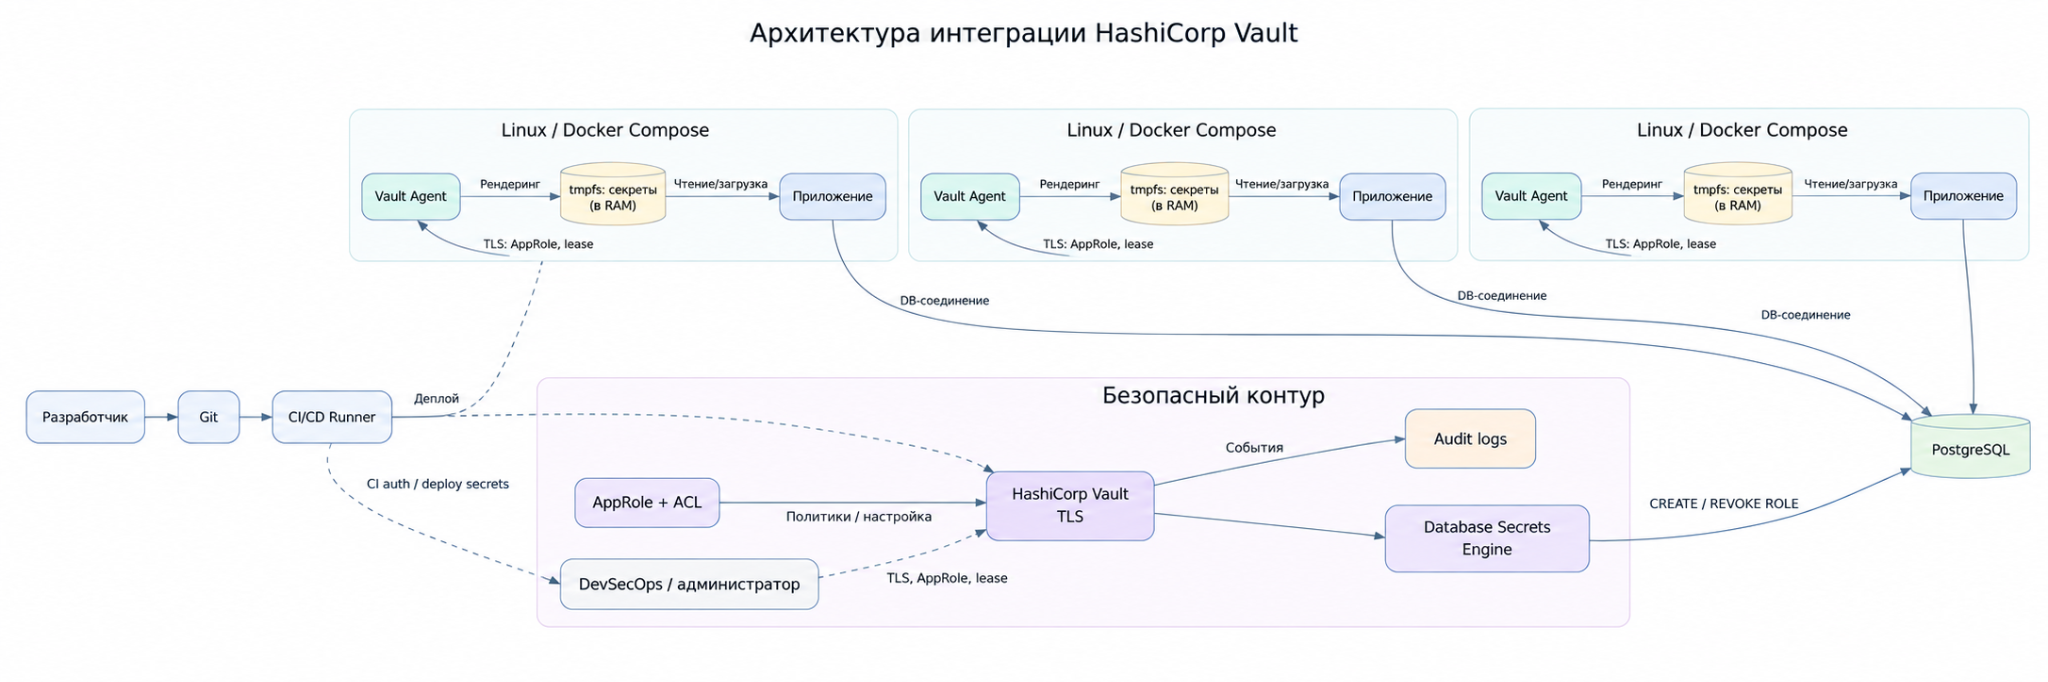 Архитектура интеграции HashiCorp Vault
Linux / Docker Compose
Vault Agent
Рендеринг
tmpfs: секреты
(в RAM)
Чтение/загрузка
Приложение
TLS: AppRole, lease
Linux / Docker Compose
Vault Agent
Рендеринг
tmpfs: секреты
(в RAM)
Чтение/загрузка
Приложение
TLS: AppRole, lease
Linux / Docker Compose
Vault Agent
Рендеринг
tmpfs: секреты
(в RAM)
Чтение/загрузка
Приложение
TLS: AppRole, lease
DB-соединение
DB-соединение
DB-соединение
Разработчик
Git
CI/CD Runner
Деплой
CI auth / deploy secrets
Безопасный контур
AppRole + ACL
Политики / настройка
DevSecOps / администратор
TLS, AppRole, lease
HashiCorp Vault
TLS
События
Audit logs
Database Secrets
Engine
CREATE / REVOKE ROLE
PostgreSQL